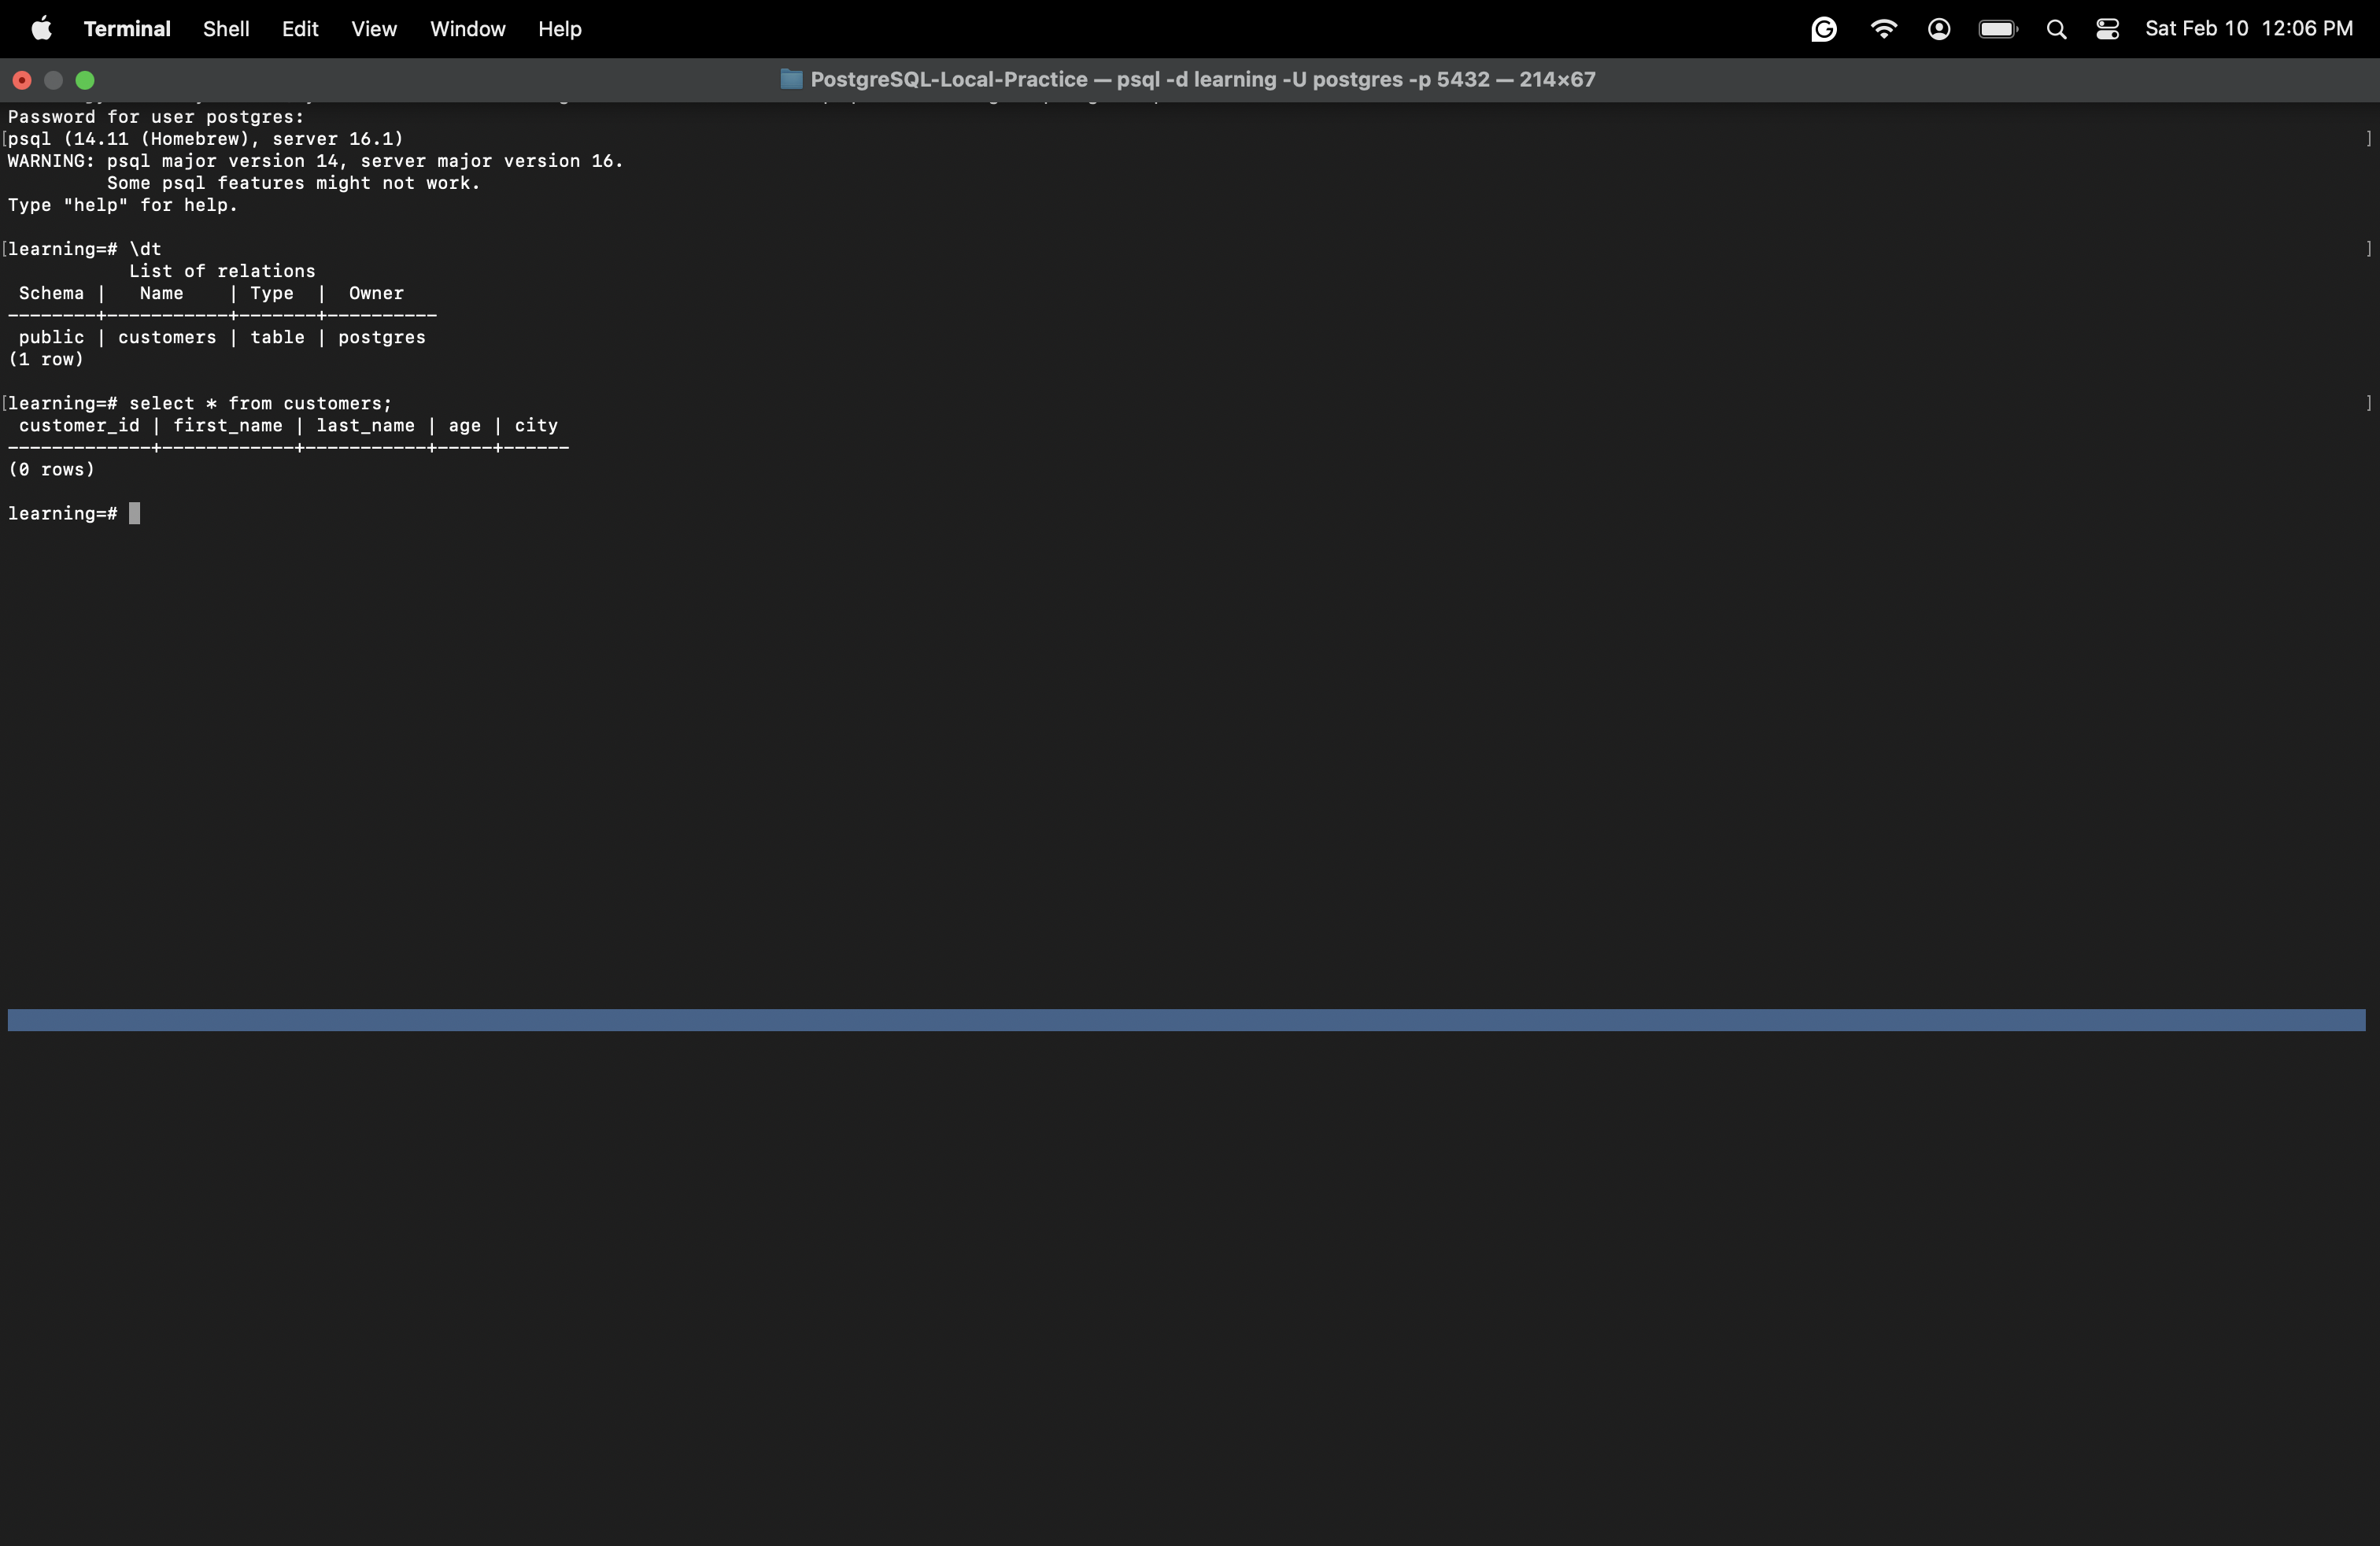 Terminal Shell Edit View Window Help Sat Feb 10 12:06 PM
PostgreSQL-Local-Practice — psql -d learning -U postgres -p 5432 — 214×67
Password for user postgres:
[psql (14.11 (Homebrew), server 16.1) ]
WARNING: psql major version 14, server major version 16.
         Some psql features might not work.
Type "help" for help.

[learning=# \dt ]
           List of relations
 Schema |   Name    | Type  |  Owner
--------+-----------+-------+----------
 public | customers | table | postgres
(1 row)

[learning=# select * from customers; ]
 customer_id | first_name | last_name | age | city
-------------+------------+-----------+-----+------
(0 rows)

learning=#